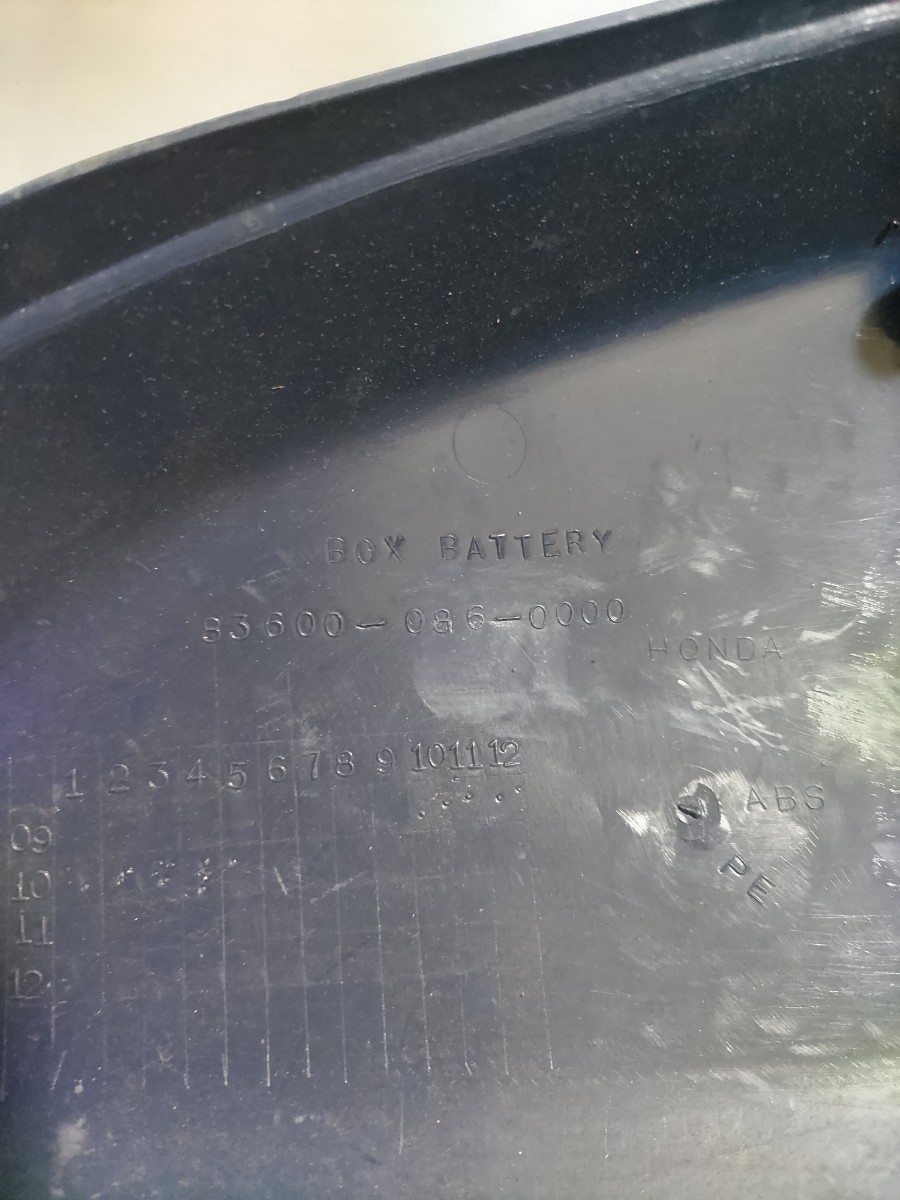 BOX BATTERY
83600-086-0000
HONDA
1 2 3 4 5 6 7 8 9 10 11 12
09
ABS
10
PE
11
12